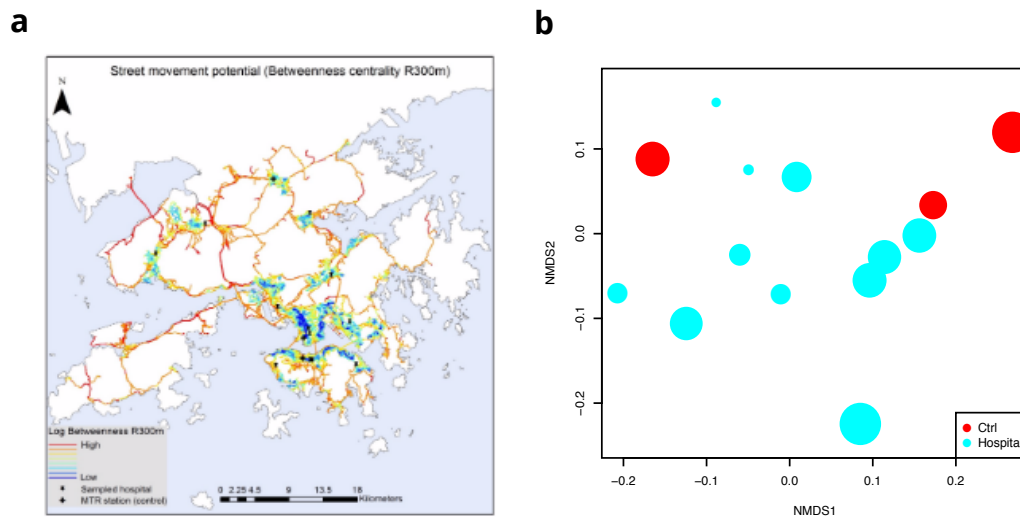 a
Street movement potential (Betweenness centrality R300m)
N
Log Betweenness R300m
High
Low
Sampled hospital
MTR station (control)
0 2.25 4.5 9 13.5 18
Kilometers
b
NMDS2
0.1
0.0
−0.1
−0.2
−0.2 −0.1 0.0 0.1 0.2
NMDS1
Ctrl
Hospita